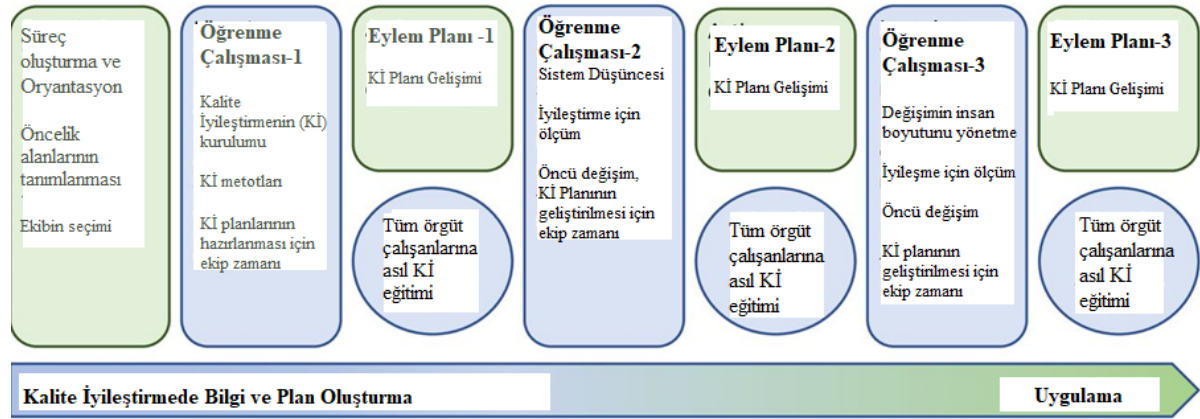 Süreç
oluşturma ve
Oryantasyon
Öncelik
alanlarının
tanımlanması
Ekibin seçimi
Öğrenme
Çalışması-1
Kalite
İyileştirmenin (Kİ)
kurulumu
Kİ metotları
Kİ planlarının
hazırlanması için
ekip zamanı
Eylem Planı -1
Kİ Planı Gelişimi
Tüm örgüt
çalışanlarına
asıl Kİ
eğitimi
Öğrenme
Çalışması-2
Sistem Düşüncesi
İyileştirme için
ölçüm
Öncü değişim,
Kİ Planının
geliştirilmesi için
ekip zamanı
Eylem Planı-2
Kİ Planı Gelişimi
Tüm örgüt
çalışanlarına
asıl Kİ
eğitimi
Öğrenme
Çalışması-3
Değişimin insan
boyutunu yönetme
İyileşme için ölçüm
Öncü değişim
Kİ planının
geliştirilmesi için
ekip zamanı
Eylem Planı-3
Kİ Planı Gelişimi
Tüm örgüt
çalışanlarına
asıl Kİ
eğitimi
Kalite İyileştirmede Bilgi ve Plan Oluşturma
Uygulama